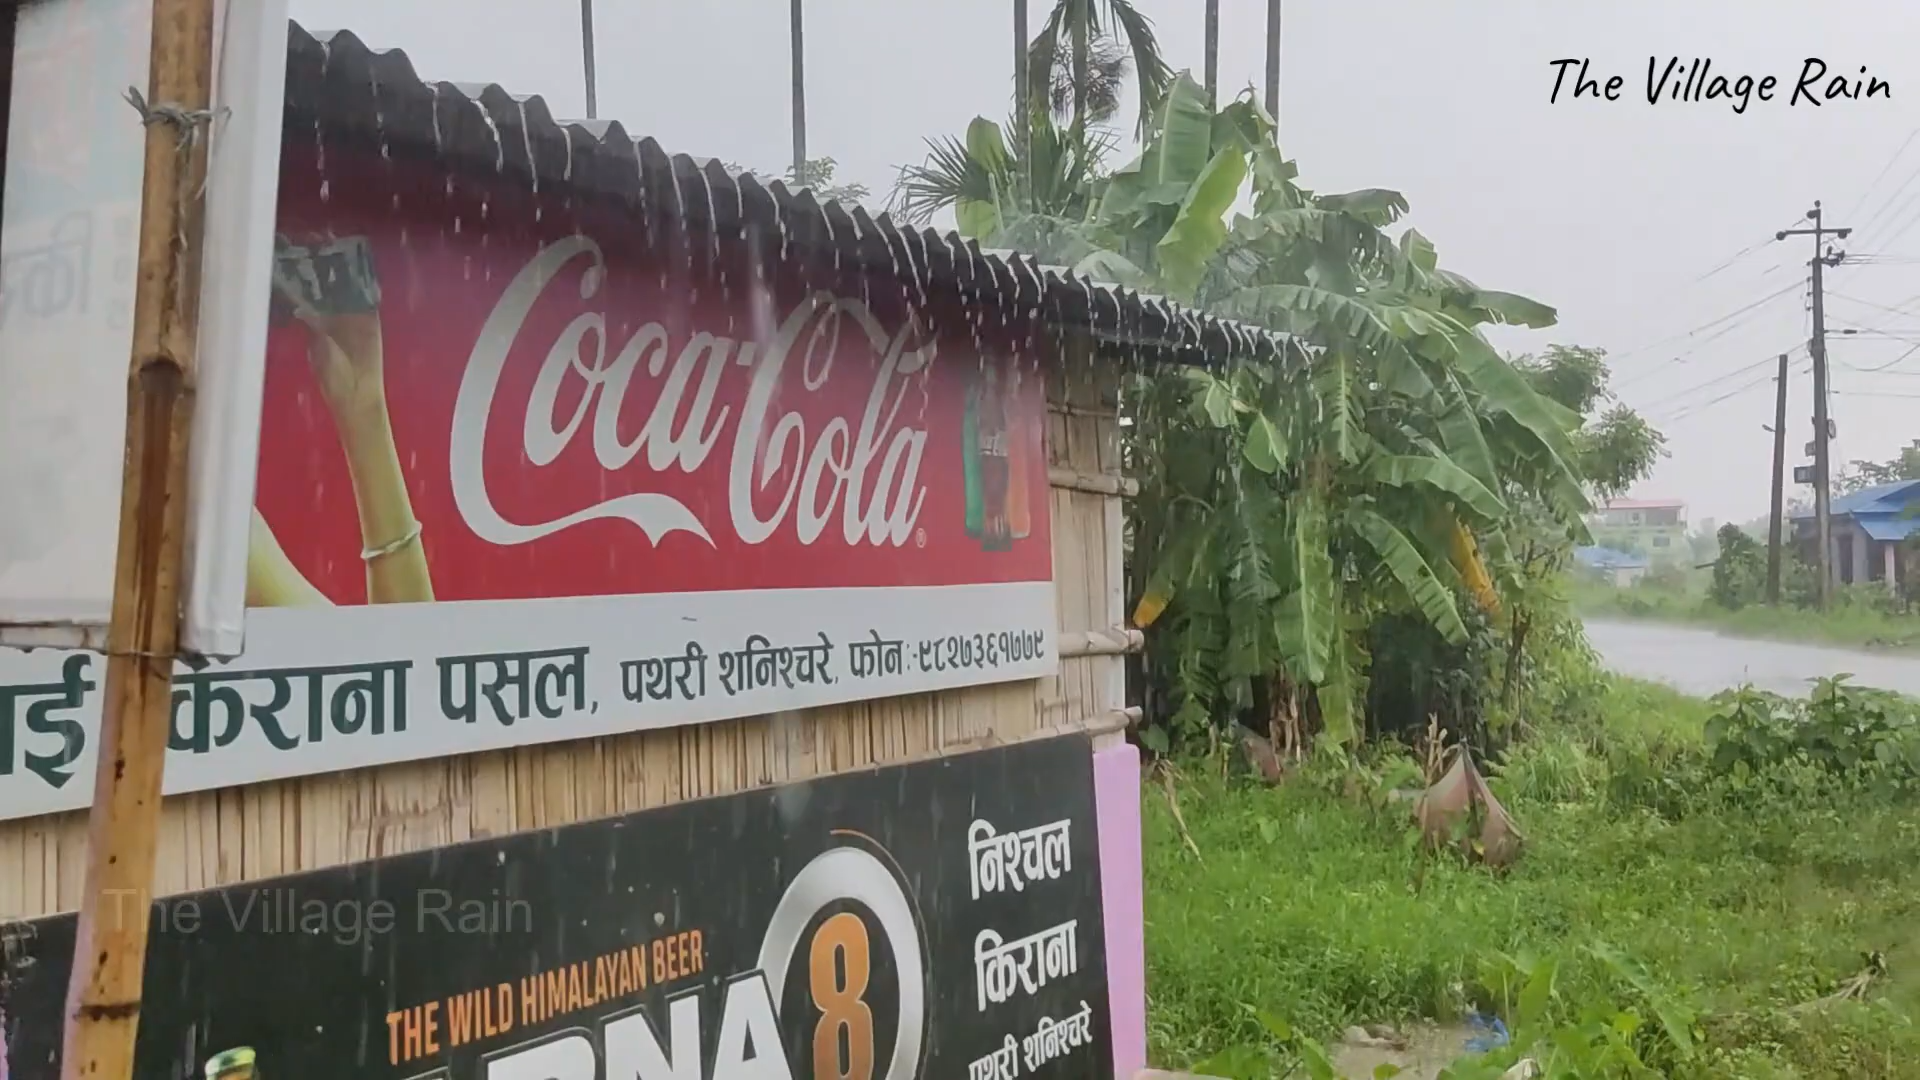 The Village Rain
Coca-Cola
किराना पसल, पथरी शनिश्चरे, फोन:-९८२७३६१७७९
The Village Rain
THE WILD HIMALAYAN BEER
8
निश्चल
किराना
पथरी शनिश्चरे